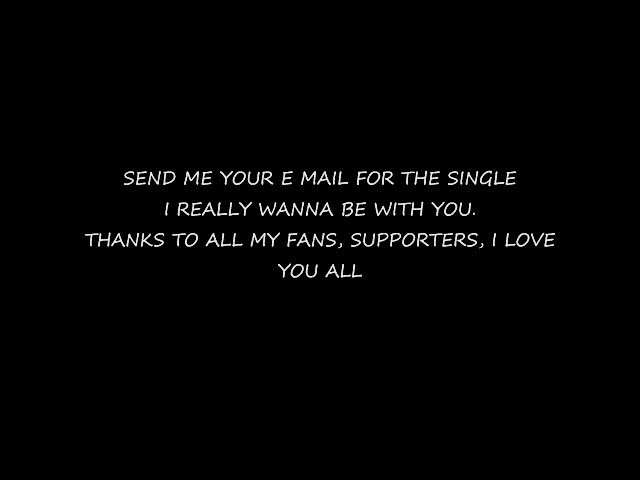 SEND ME YOUR E MAIL FOR THE SINGLE
I REALLY WANNA BE WITH YOU.
THANKS TO ALL MY FANS, SUPPORTERS, I LOVE
YOU ALL